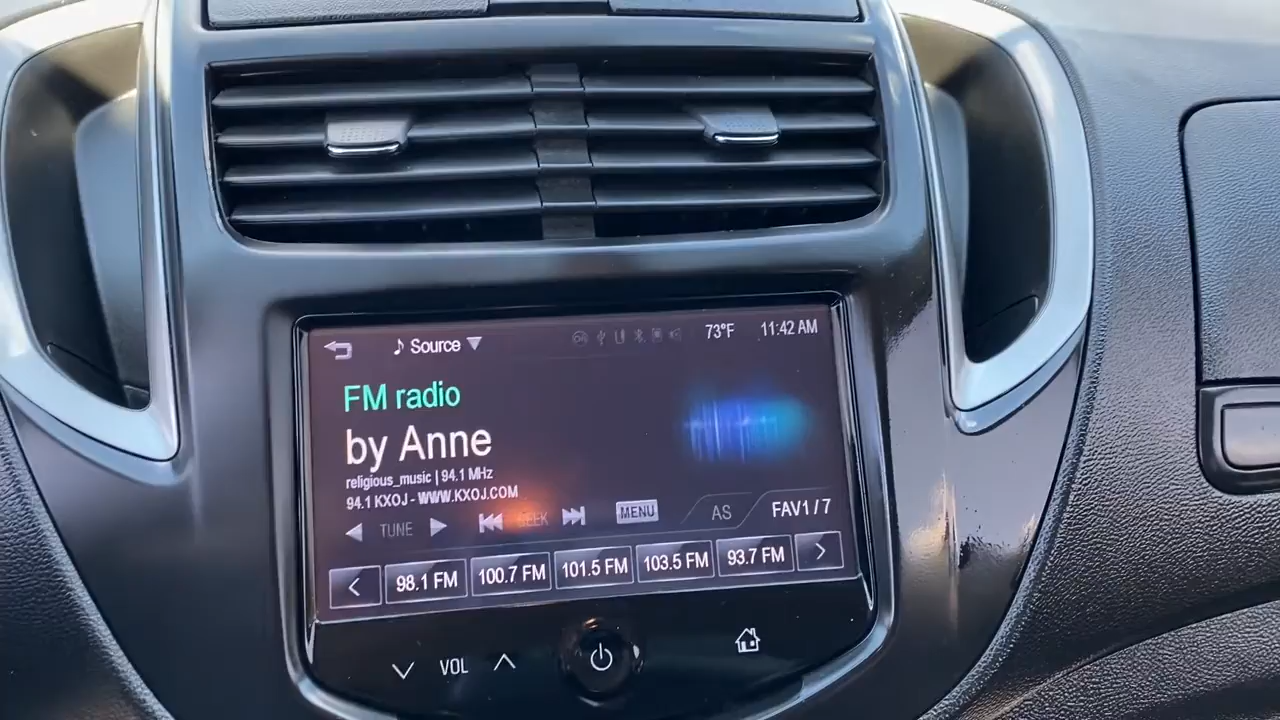 Source 73°F 11:42 AM
FM radio
by Anne
religious_music | 94.1 MHz
94.1 KXOJ - WWW.KXOJ.COM
TUNE SEEK MENU AS FAV1 / 7
98.1 FM 100.7 FM 101.5 FM 103.5 FM 93.7 FM
VOL